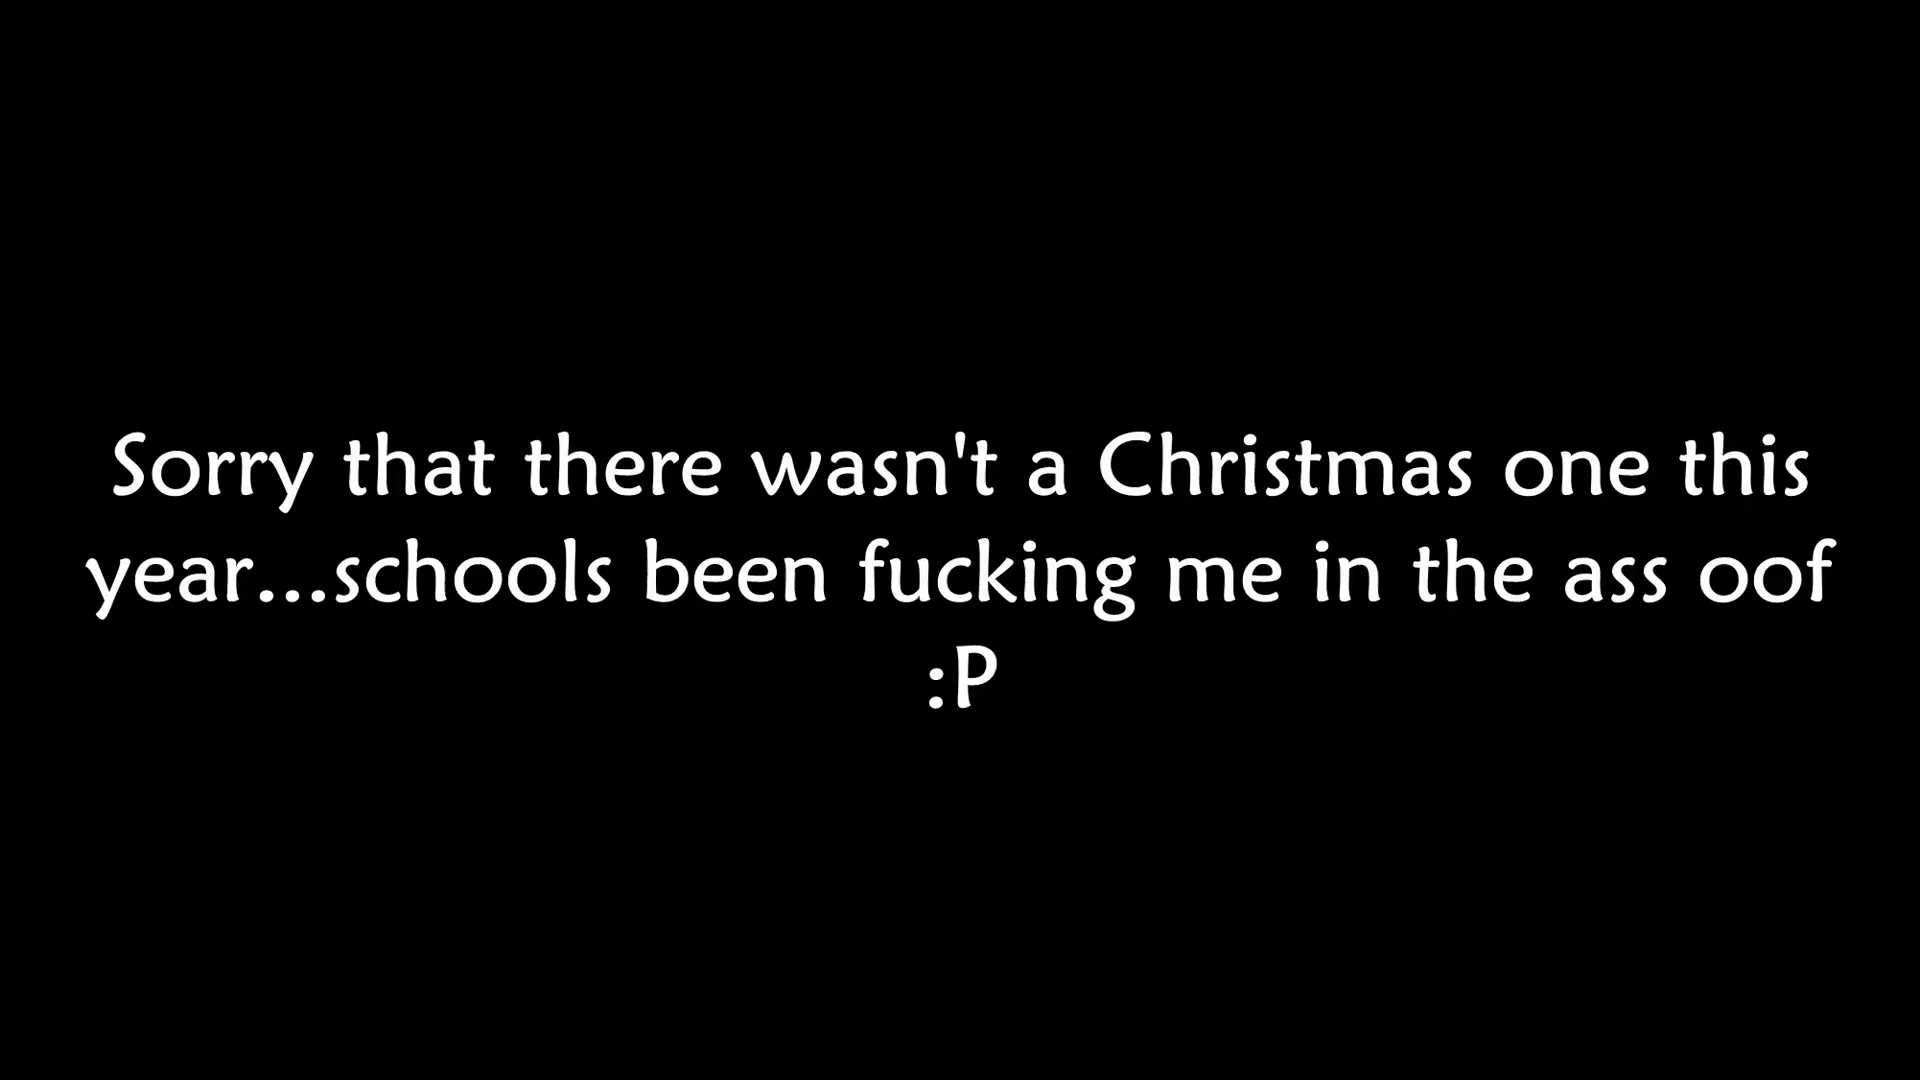 Sorry that there wasn't a Christmas one this
year...schools been fucking me in the ass oof
:P